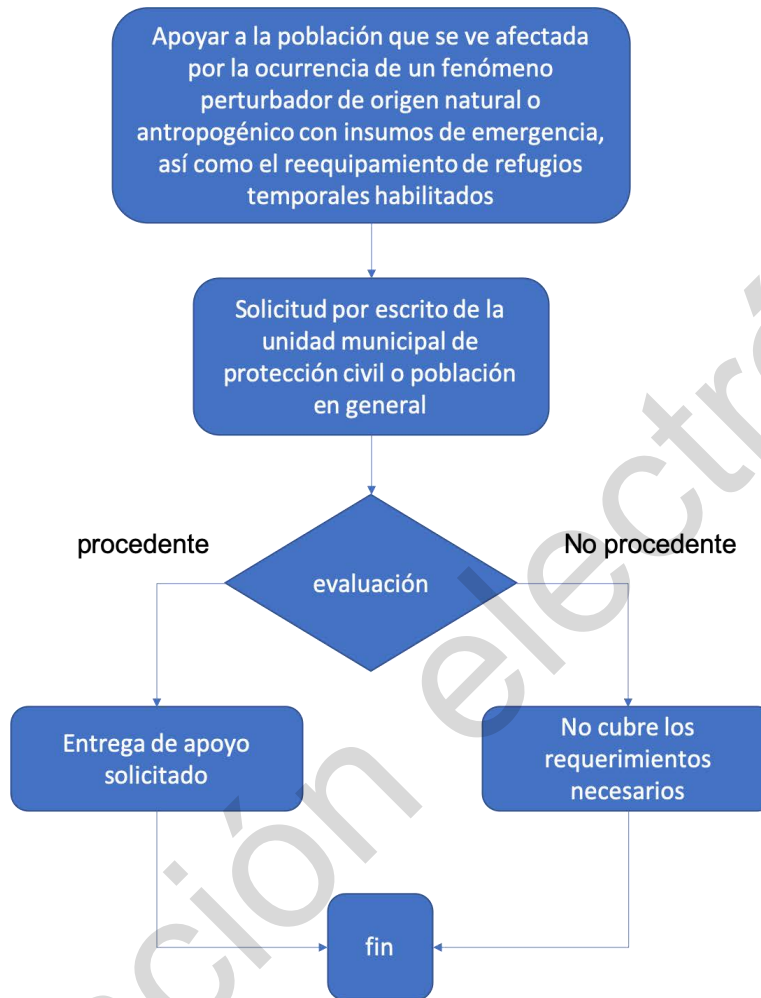 Apoyar a la población que se ve afectada
por la ocurrencia de un fenómeno
perturbador de origen natural o
antropogénico con insumos de emergencia,
así como el reequipamiento de refugios
temporales habilitados
Solicitud por escrito de la
unidad municipal de
protección civil o población
en general
procedente
No procedente
evaluación
Entrega de apoyo
solicitado
No cubre los
requerimientos
necesarios
fin